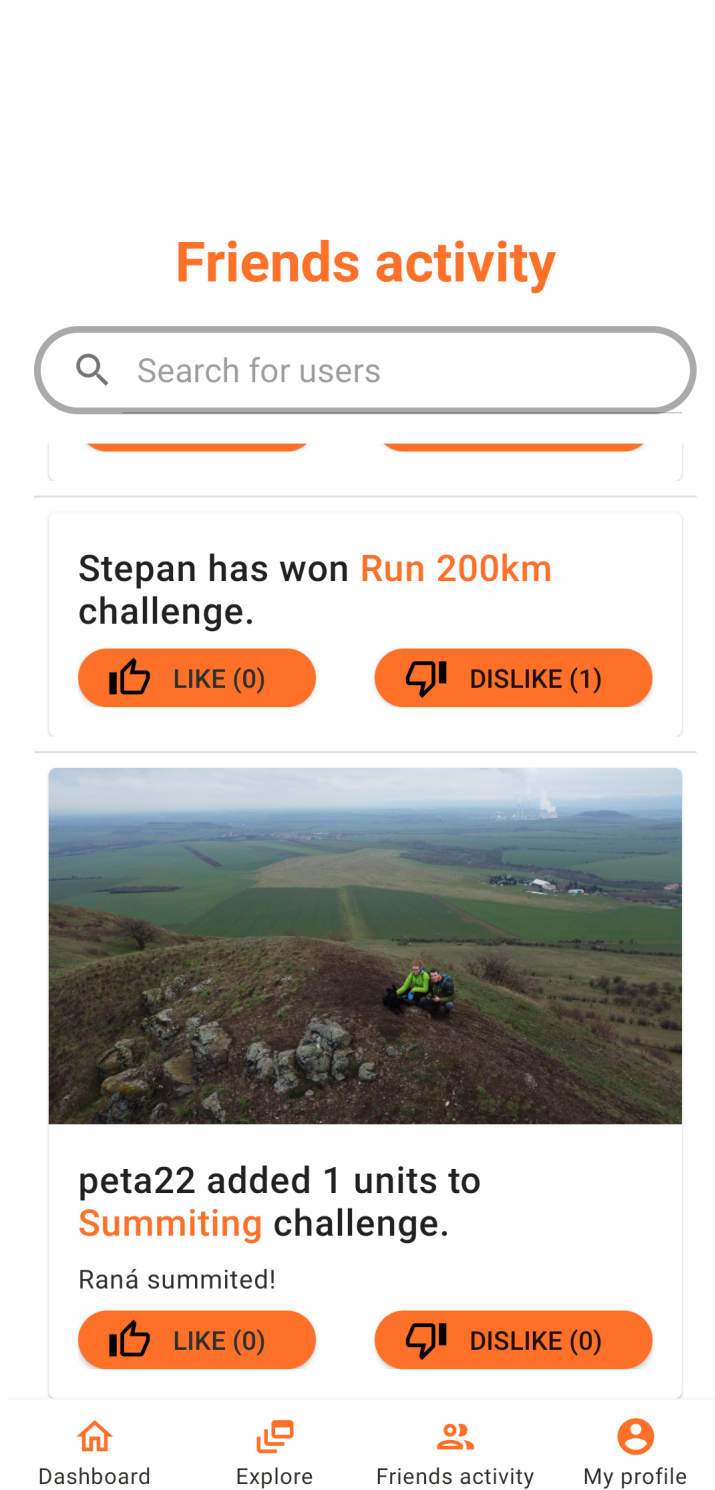 Friends activity
Search for users
Stepan has won Run 200km
challenge.
LIKE (0)
DISLIKE (1)
peta22 added 1 units to
Summiting challenge.
Raná summited!
LIKE (0)
DISLIKE (0)
Dashboard
Explore
Friends activity
My profile